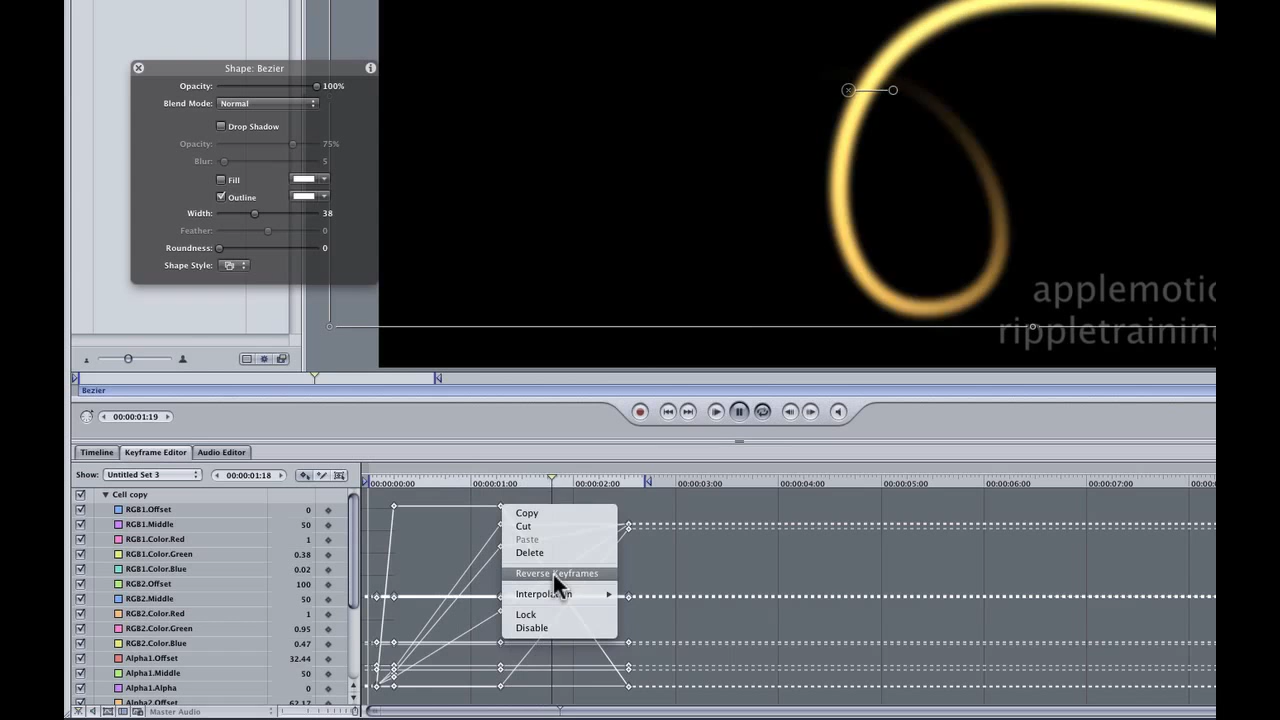 Shape: Bezier
Opacity: 100%
Blend Mode: Normal
Drop Shadow
Opacity: 75%
Blur: 5
Fill
Outline
Width: 38
Feather: 0
Roundness: 0
Shape Style:
applemotic
rippletraining
Bezier
00:00:01:19
Timeline Keyframe Editor Audio Editor
Show: Untitled Set 3 00:00:01:18
00:00:00:00 00:00:01:00 00:00:02:00 00:00:03:00 00:00:04:00 00:00:05:00 00:00:06:00 00:00:07:00 00:00:0
Cell copy
RGB1.Offset 0
RGB1.Middle 50
RGB1.Color.Red 1
RGB1.Color.Green 0.38
RGB1.Color.Blue 0.02
RGB2.Offset 100
RGB2.Middle 50
RGB2.Color.Red 1
RGB2.Color.Green 0.95
RGB2.Color.Blue 0.47
Alpha1.Offset 32.44
Alpha1.Middle 50
Alpha1.Alpha 0
Alpha2.Offset 62.17
Master Audio
Copy
Cut
Paste
Delete
Reverse Keyframes
Interpolation
Lock
Disable